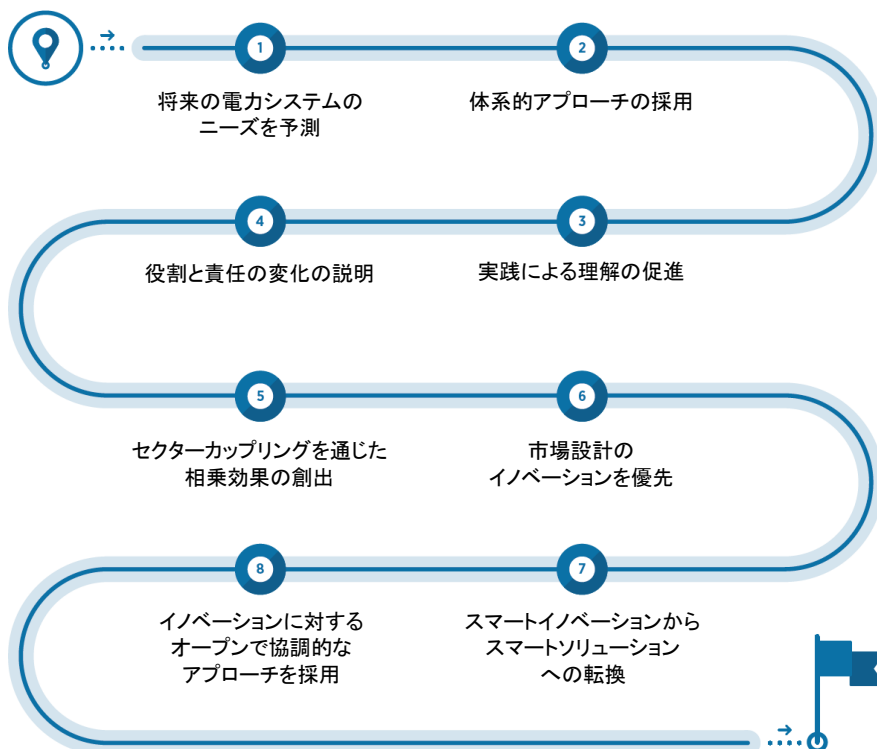 1
将来の電力システムの
ニーズを予測
2
体系的アプローチの採用
3
実践による理解の促進
4
役割と責任の変化の説明
5
セクターカップリングを通じた
相乗効果の創出
6
市場設計の
イノベーションを優先
7
スマートイノベーションから
スマートソリューション
への転換
8
イノベーションに対する
オープンで協調的な
アプローチを採用